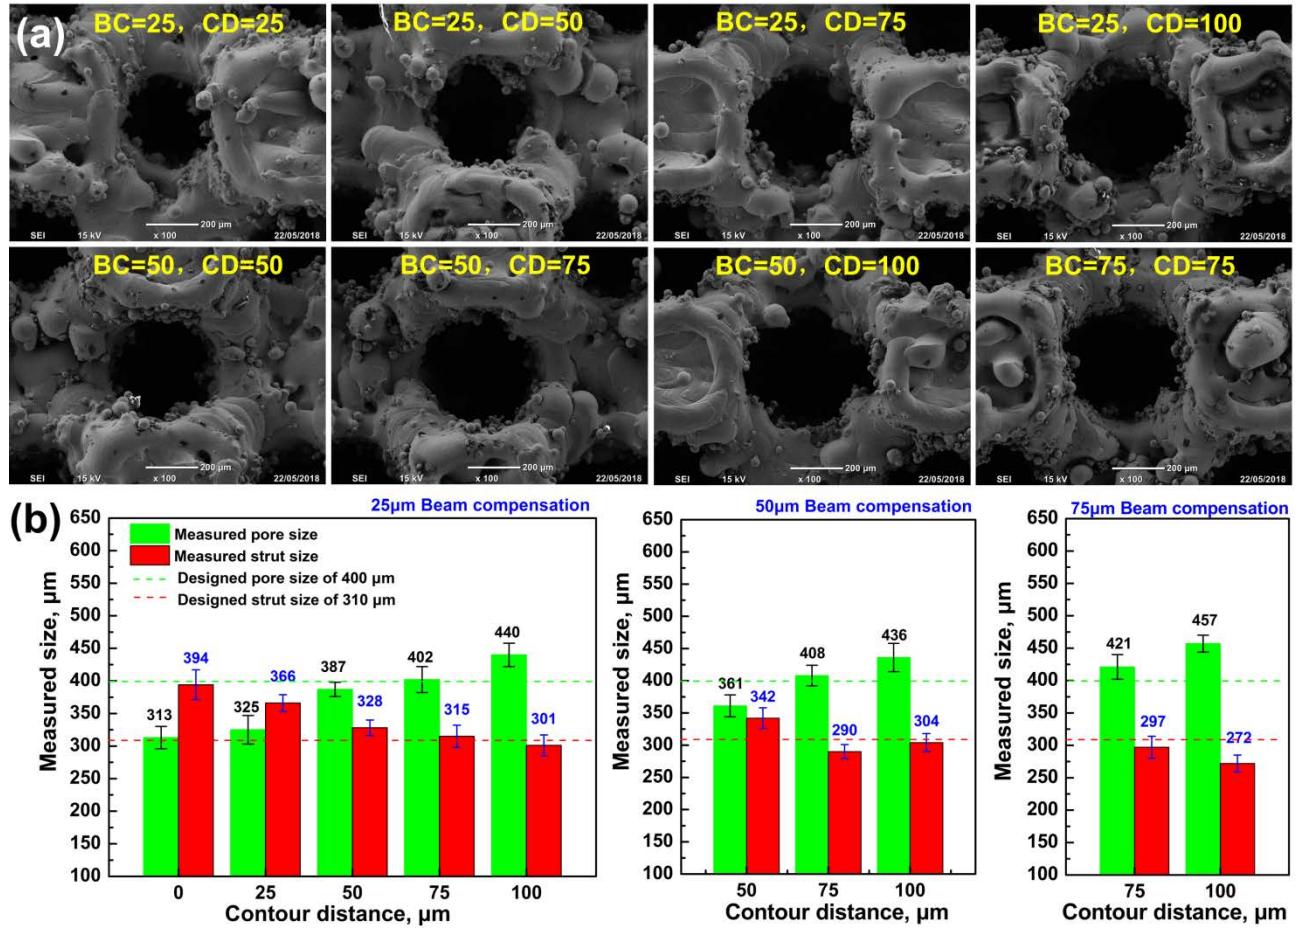 (a)
BC=25, CD=25
BC=25, CD=50
BC=25, CD=75
BC=25, CD=100
200 µm
SEI 15 kV x 100 22/05/2018
200 µm
SEI 15 kV x 100 22/05/2018
200 µm
SEI 15 kV x 100 22/05/2018
200 µm
SEI 15 kV x 100 22/05/2018
BC=50, CD=50
BC=50, CD=75
BC=50, CD=100
BC=75, CD=75
200 µm
SEI 15 kV x 100 22/05/2018
200 µm
SEI 15 kV x 100 22/05/2018
200 µm
SEI 15 kV x 100 22/05/2018
200 µm
SEI 15 kV x 100 22/05/2018
(b)
25µm Beam compensation
Measured pore size
Measured strut size
Designed pore size of 400 µm
Designed strut size of 310 µm
Measured size, µm
650
600
550
500
450
400
350
300
250
200
150
100
313
394
325
366
387
328
402
315
440
301
0 25 50 75 100
Contour distance, µm
50µm Beam compensation
Measured size, µm
650
600
550
500
450
400
350
300
250
200
150
100
361
342
408
290
436
304
50 75 100
Contour distance, µm
75µm Beam compensation
Measured size, µm
650
600
550
500
450
400
350
300
250
200
150
100
421
297
457
272
75 100
Contour distance, µm